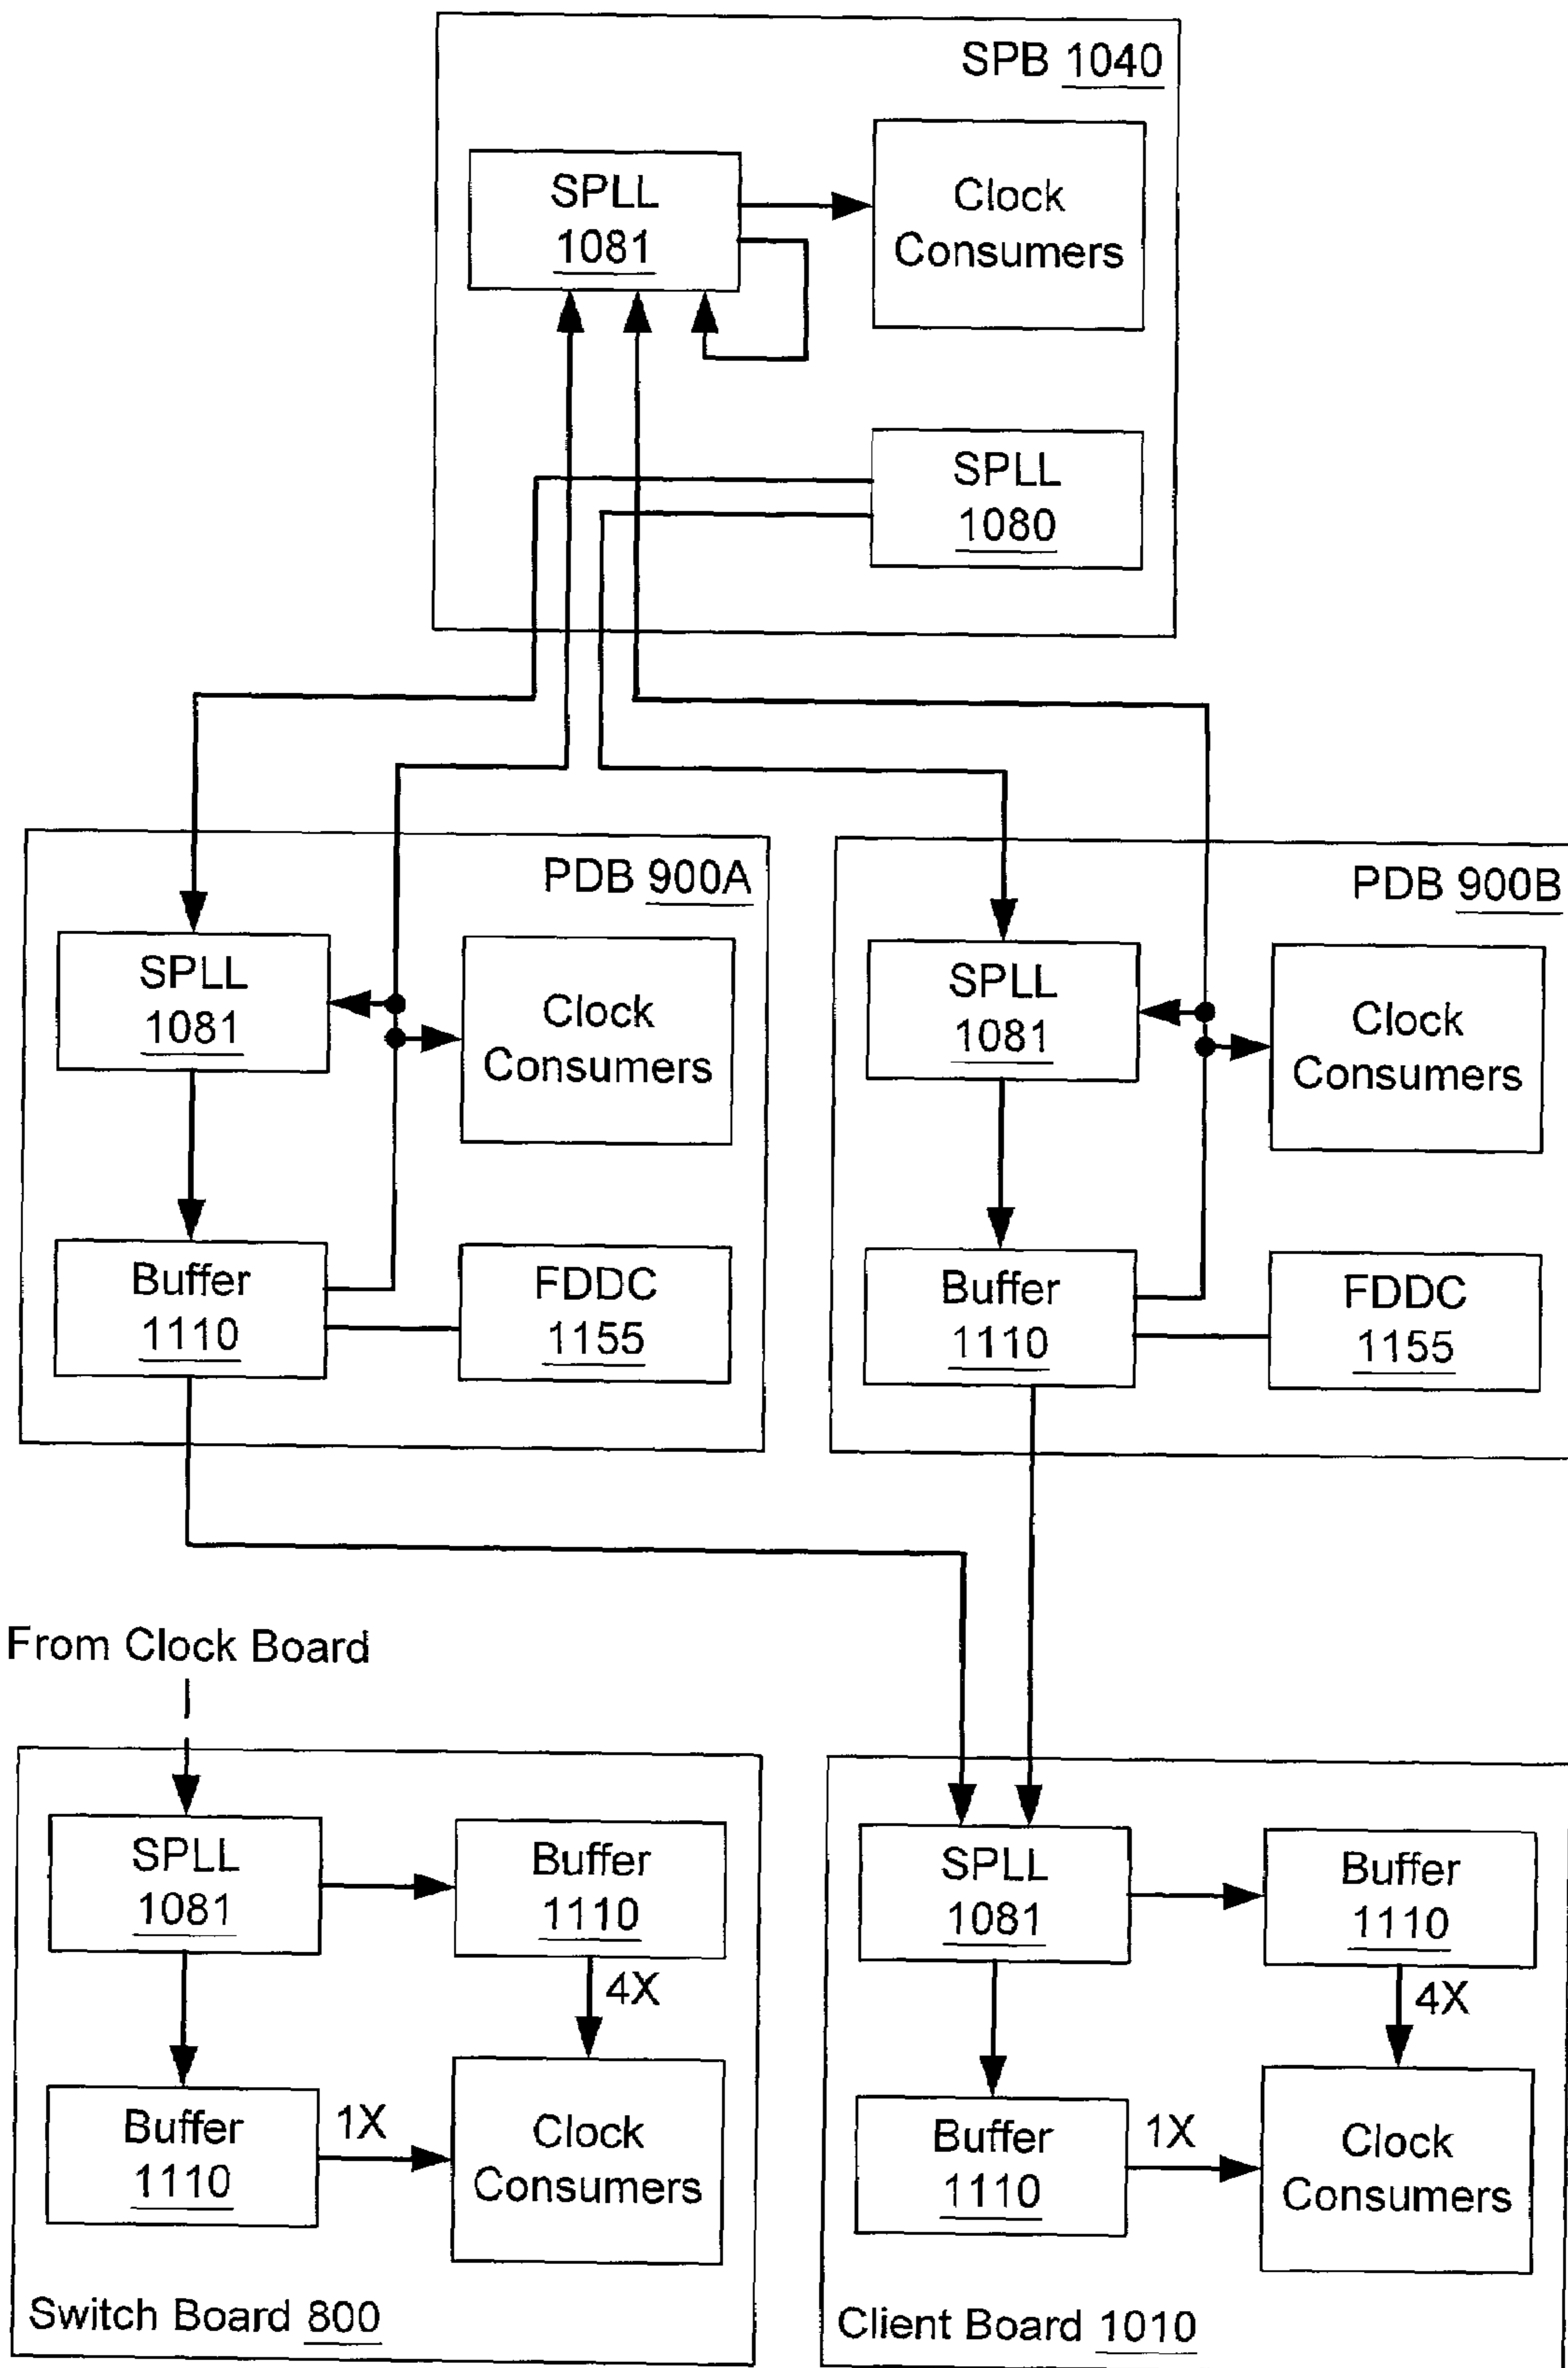 SPB 1040
SPLL
1081
Clock
Consumers
SPLL
1080
PDB 900A
SPLL
1081
Clock
Consumers
Buffer
1110
FDDC
1155
PDB 900B
SPLL
1081
Clock
Consumers
Buffer
1110
FDDC
1155
From Clock Board
SPLL
1081
Buffer
1110
4X
Buffer
1110
1X
Clock
Consumers
Switch Board 800
SPLL
1081
Buffer
1110
4X
Buffer
1110
1X
Clock
Consumers
Client Board 1010